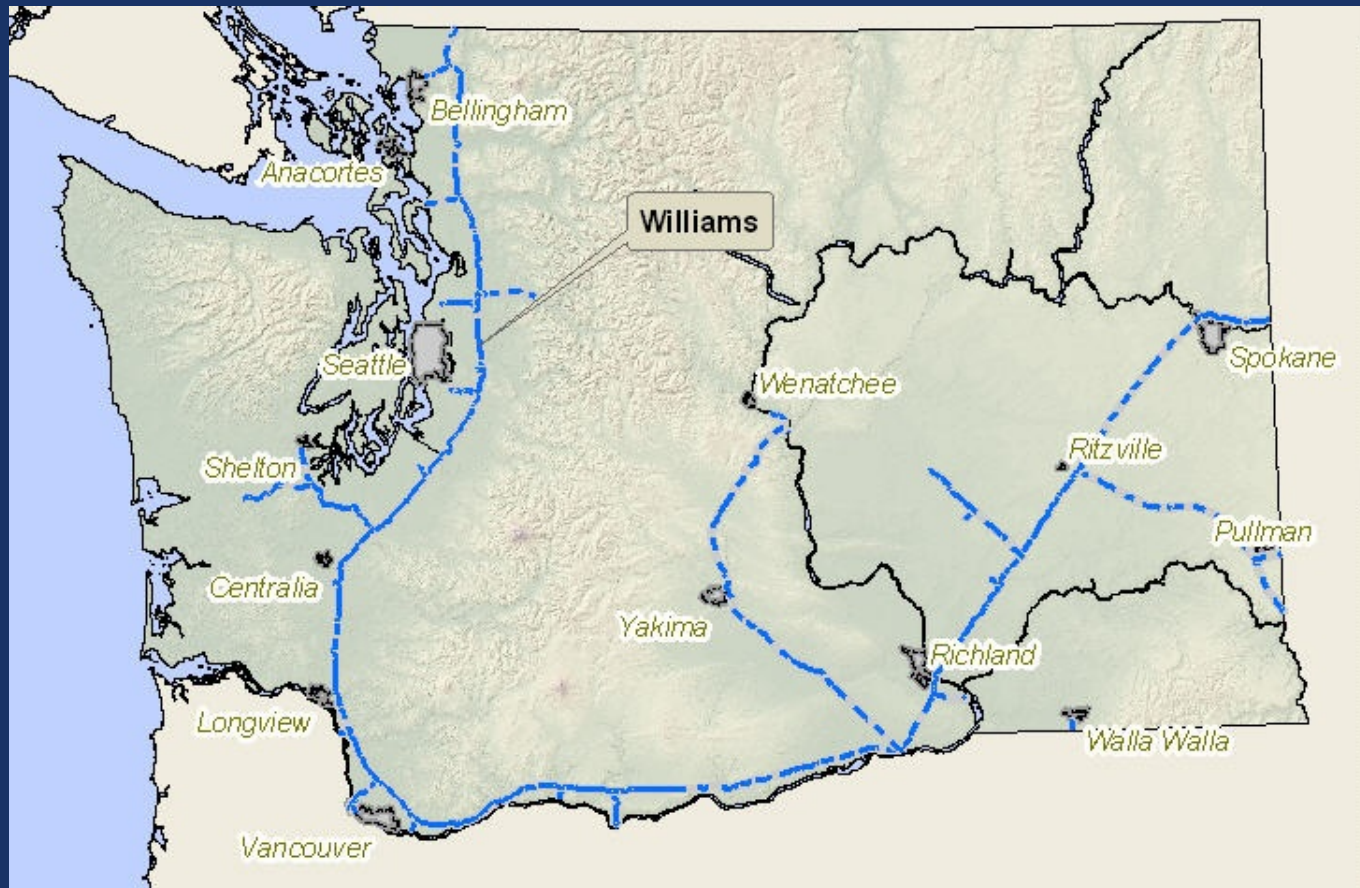 Bellingham
Anacortes
Williams
Seattle
Wenatchee
Spokane
Ritzville
Shelton
Pullman
Centralia
Yakima
Richland
Longview
Walla Walla
Vancouver